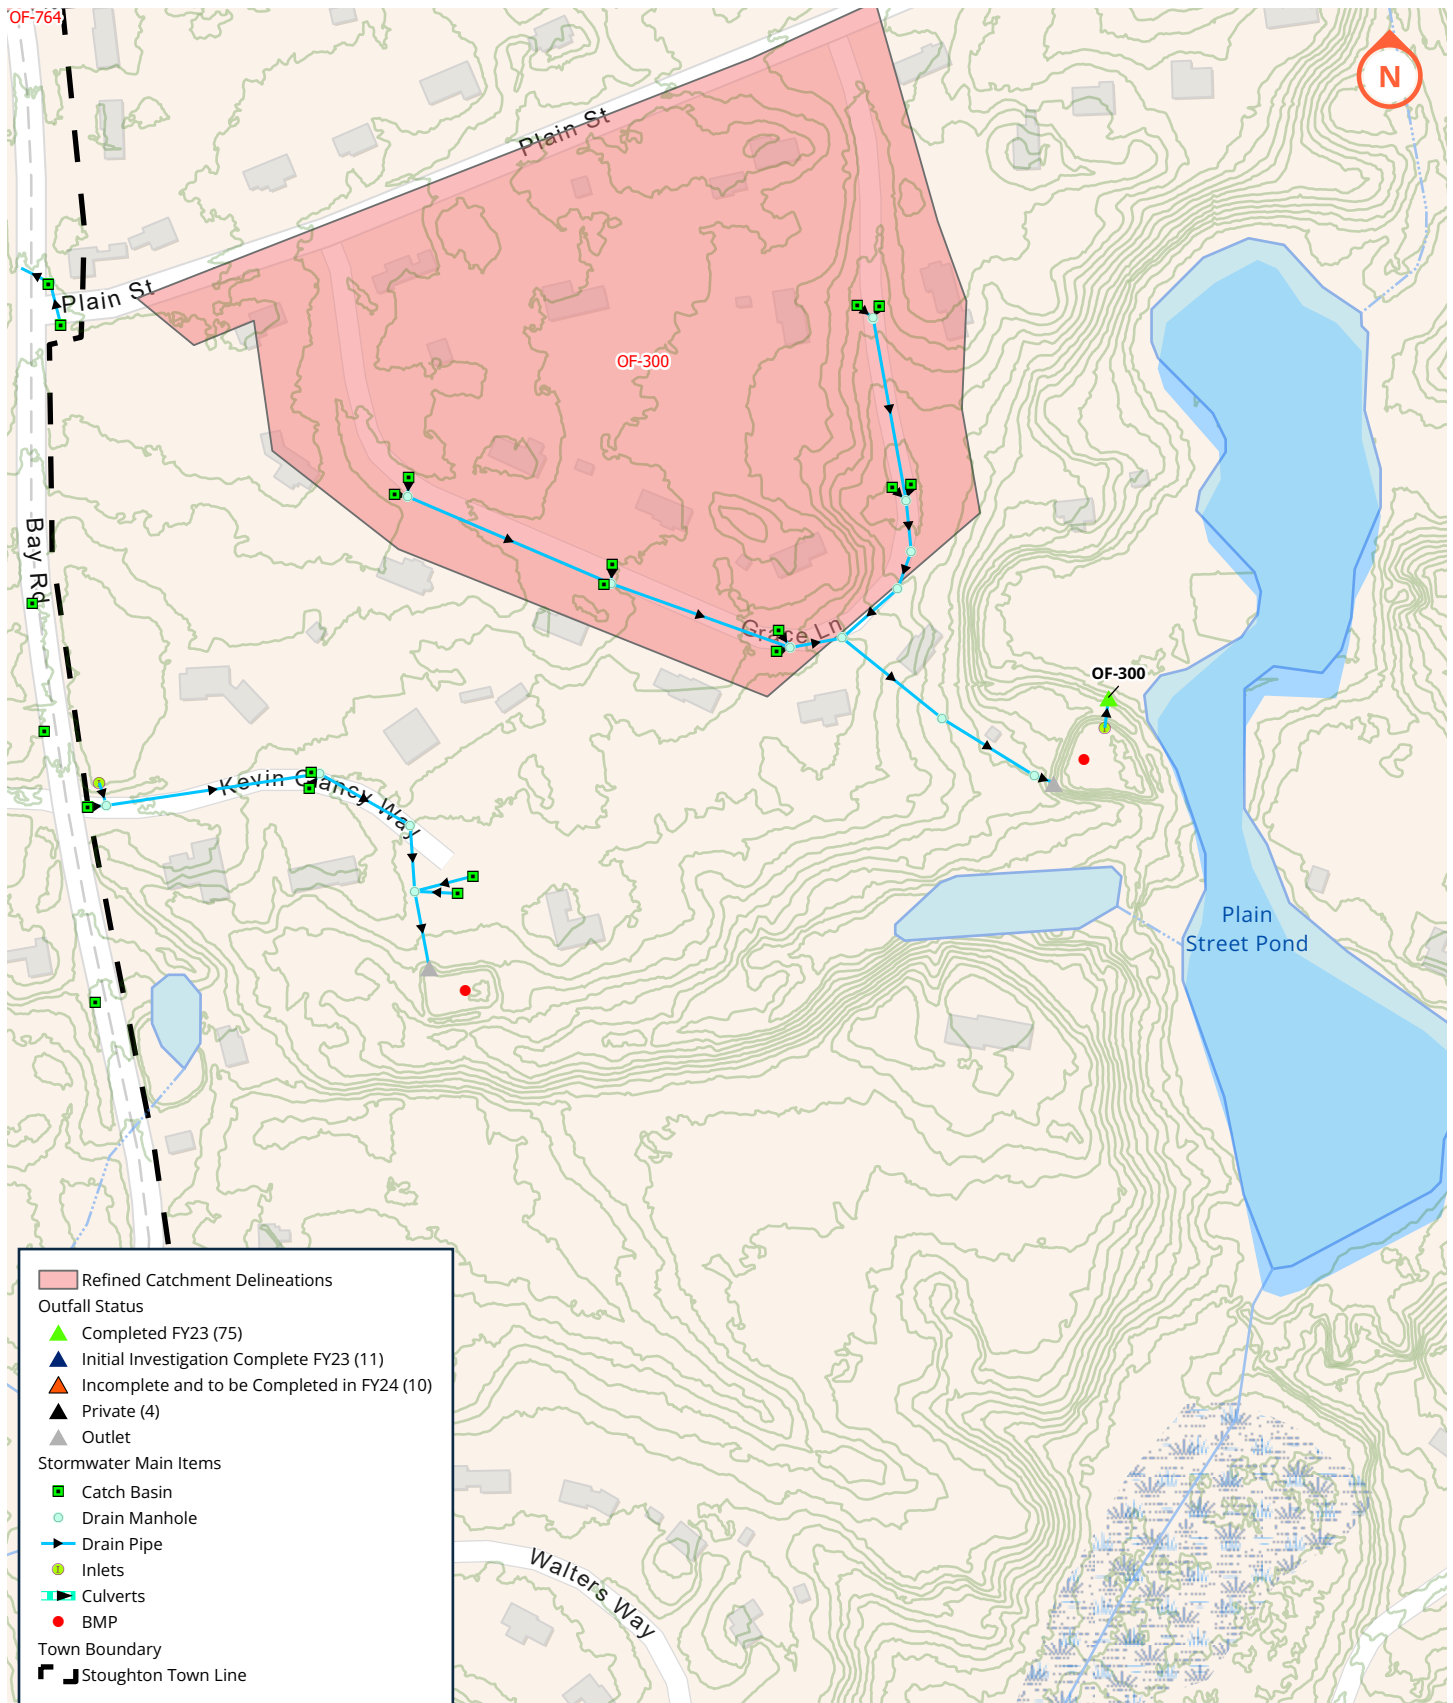 OF-764
N
Plain St
Plain St
OF-300
Bay Rd
Grace Ln
OF-300
Kevin Clancy Way
Plain
Street Pond
Walters Way
Refined Catchment Delineations
Outfall Status
Completed FY23 (75)
Initial Investigation Complete FY23 (11)
Incomplete and to be Completed in FY24 (10)
Private (4)
Outlet
Stormwater Main Items
Catch Basin
Drain Manhole
Drain Pipe
Inlets
Culverts
BMP
Town Boundary
Stoughton Town Line